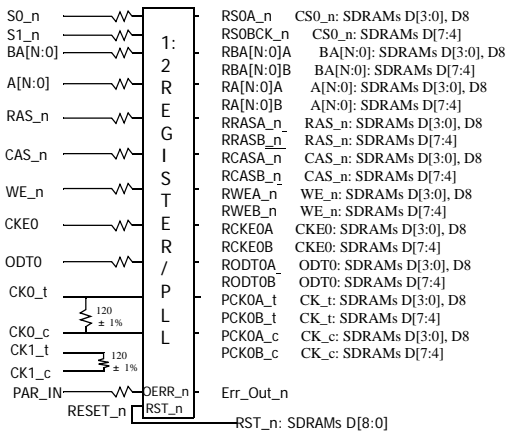 S0_n RS0A_n CS0_n: SDRAMs D[3:0], D8
S1_n RS0BCK_n CS0_n: SDRAMs D[7:4]
BA[N:0] RBA[N:0]A BA[N:0]: SDRAMs D[3:0], D8
RBA[N:0]B BA[N:0]: SDRAMs D[7:4]
A[N:0] RA[N:0]A A[N:0]: SDRAMs D[3:0], D8
RA[N:0]B A[N:0]: SDRAMs D[7:4]
RAS_n RRASA_n RAS_n: SDRAMs D[3:0], D8
RRASB_n RAS_n: SDRAMs D[7:4]
CAS_n RCASA_n CAS_n: SDRAMs D[3:0], D8
RCASB_n CAS_n: SDRAMs D[7:4]
WE_n RWEA_n WE_n: SDRAMs D[3:0], D8
RWEB_n WE_n: SDRAMs D[7:4]
CKE0 RCKE0A CKE0: SDRAMs D[3:0], D8
RCKE0B CKE0: SDRAMs D[7:4]
ODT0 RODT0A ODT0: SDRAMs D[3:0], D8
RODT0B ODT0: SDRAMs D[7:4]
CK0_t PCK0A_t CK_t: SDRAMs D[3:0], D8
120
± 1%
PCK0B_t CK_t: SDRAMs D[7:4]
CK0_c PCK0A_c CK_c: SDRAMs D[3:0], D8
CK1_t PCK0B_c CK_c: SDRAMs D[7:4]
120
± 1%
CK1_c
1:
2
R
E
G
I
S
T
E
R
/
P
L
L
PAR_IN OERR_n Err_Out_n
RESET_n RST_n
RST_n: SDRAMs D[8:0]